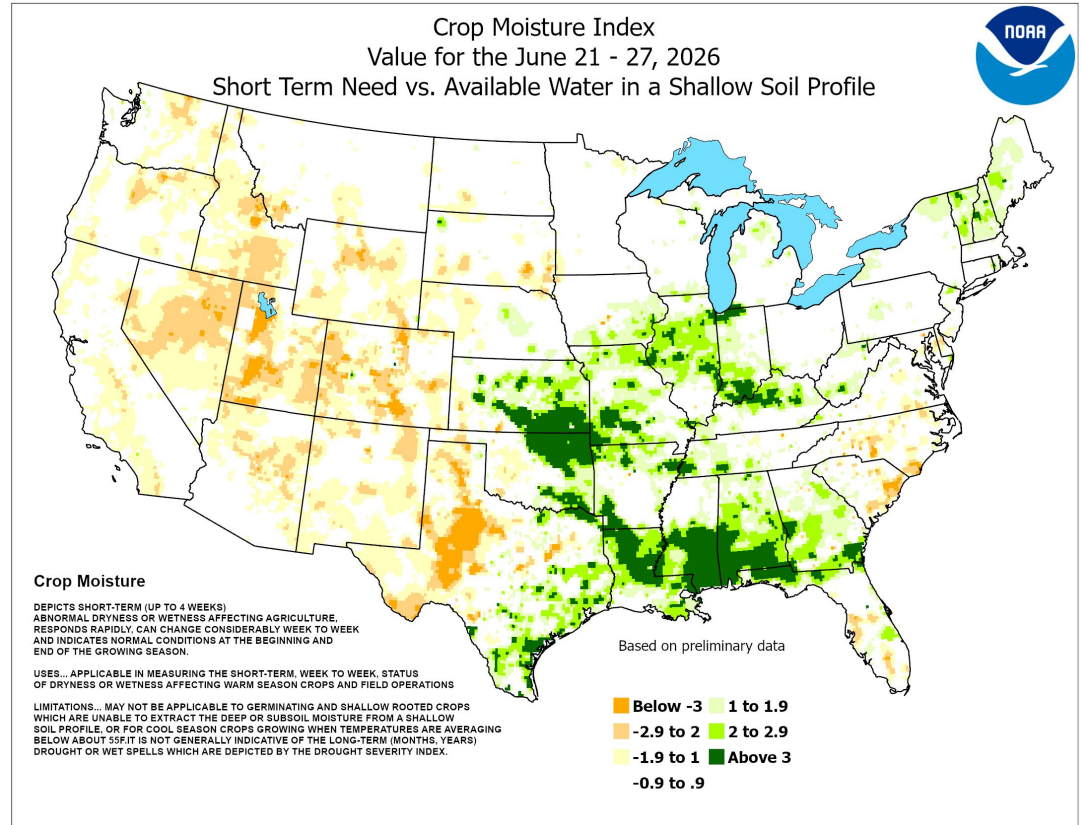 Crop Moisture Index
Value for the June 21 - 27, 2026
Short Term Need vs. Available Water in a Shallow Soil Profile
NOAA
Crop Moisture
DEPICTS SHORT-TERM (UP TO 4 WEEKS)
ABNORMAL DRYNESS OR WETNESS AFFECTING AGRICULTURE,
RESPONDS RAPIDLY, CAN CHANGE CONSIDERABLY WEEK TO WEEK
AND INDICATES NORMAL CONDITIONS AT THE BEGINNING AND
END OF THE GROWING SEASON.
USES... APPLICABLE IN MEASURING THE SHORT-TERM, WEEK TO WEEK, STATUS
OF DRYNESS OR WETNESS AFFECTING WARM SEASON CROPS AND FIELD OPERATIONS
LIMITATIONS... MAY NOT BE APPLICABLE TO GERMINATING AND SHALLOW ROOTED CROPS
WHICH ARE UNABLE TO EXTRACT THE DEEP OR SUBSOIL MOISTURE FROM A SHALLOW
SOIL PROFILE, OR FOR COOL SEASON CROPS GROWING WHEN TEMPERATURES ARE AVERAGING
BELOW ABOUT 55F.IT IS NOT GENERALLY INDICATIVE OF THE LONG-TERM (MONTHS, YEARS)
DROUGHT OR WET SPELLS WHICH ARE DEPICTED BY THE DROUGHT SEVERITY INDEX.
Based on preliminary data
Below -3
-2.9 to 2
-1.9 to 1
-0.9 to .9
1 to 1.9
2 to 2.9
Above 3